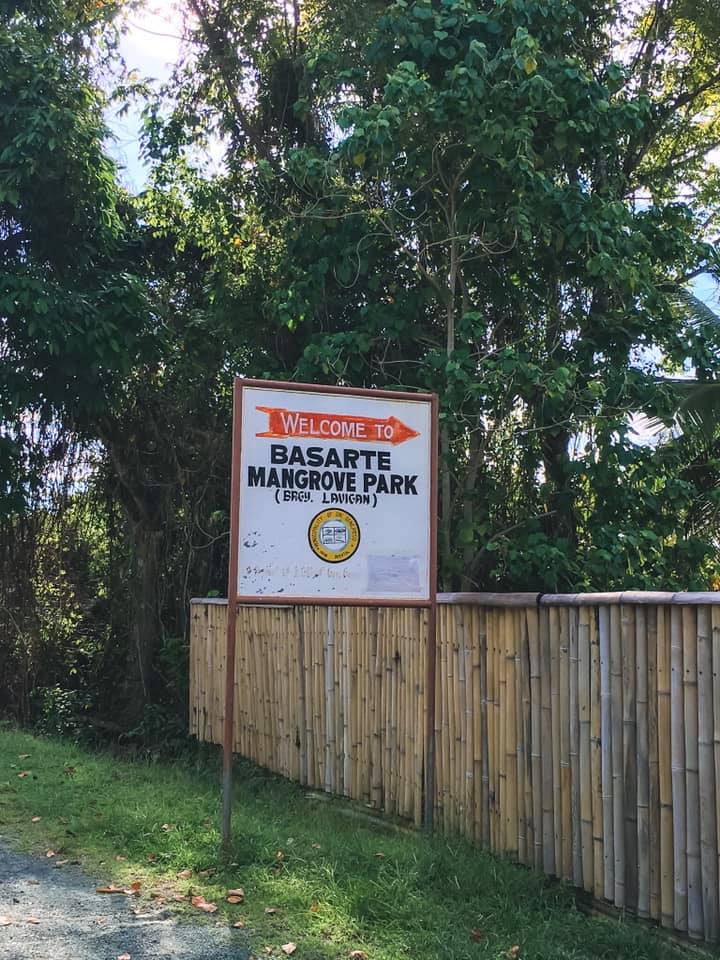 WELCOME TO
BASARTE
MANGROVE PARK
(BRGY. LAVIGAN)